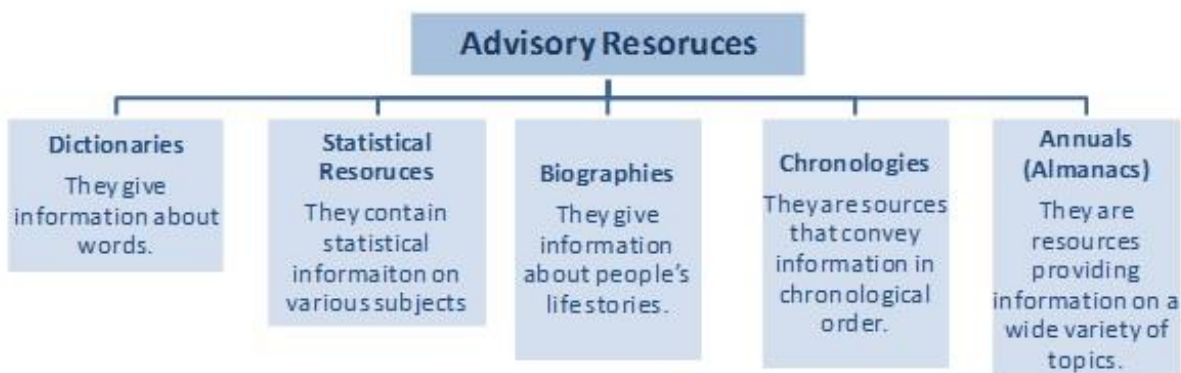 Advisory Resoruces
Dictionaries
They give
information about
words.
Statistical
Resoruces
They contain
statistical
informaiton on
various subjects
Biographies
They give
information
about people's
life stories.
Chronologies
They are sources
that convey
information in
chronological
order.
Annuals
(Almanacs)
They are
resources
providing
information on a
wide variety of
topics.